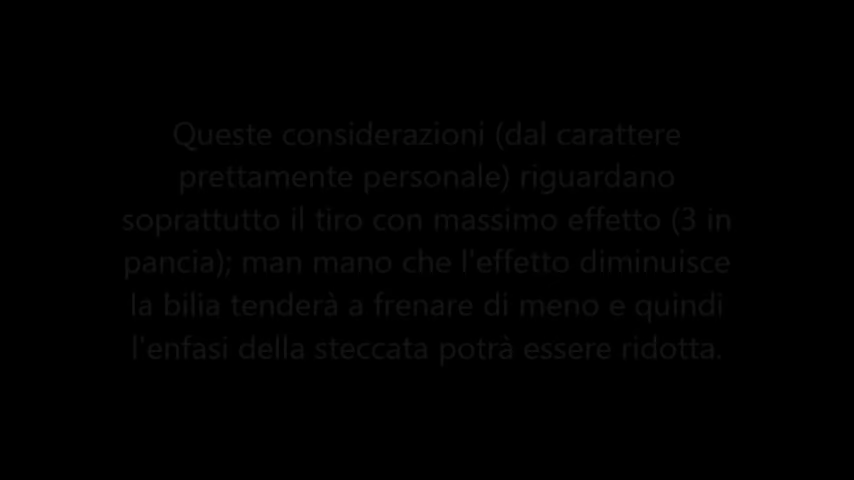 Queste considerazioni (dal carattere
prettamente personale) riguardano
soprattutto il tiro con massimo effetto (3 in
pancia); man mano che l'effetto diminuisce
la bilia tenderà a frenare di meno e quindi
l'enfasi della steccata potrà essere ridotta.